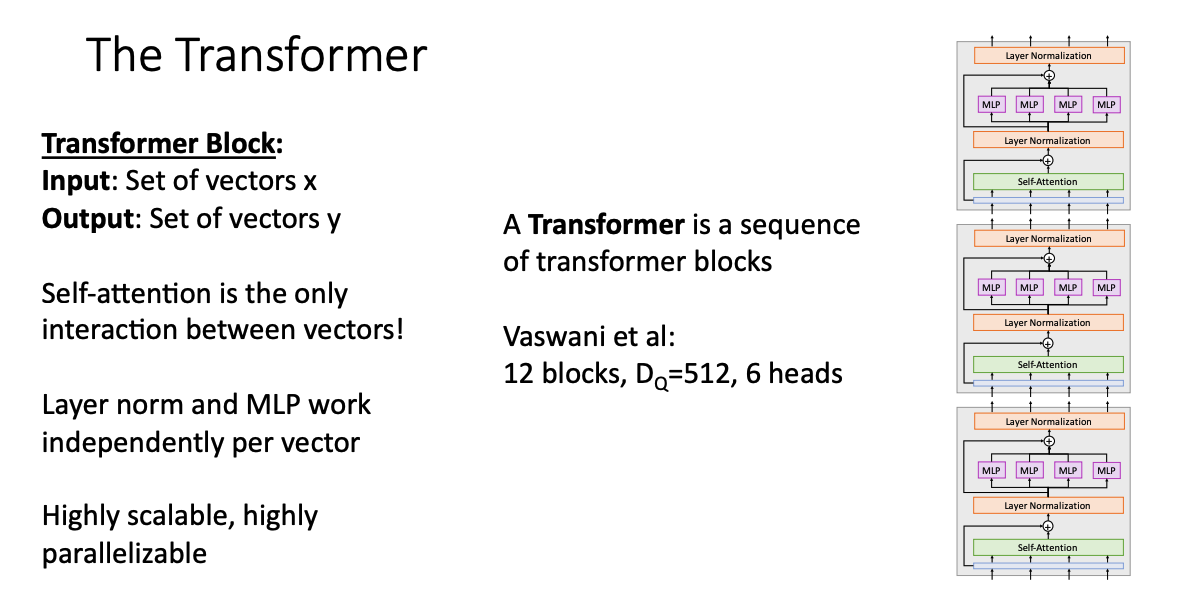 The Transformer
Transformer Block:
Input: Set of vectors x
Output: Set of vectors y
Self-attention is the only
interaction between vectors!
Layer norm and MLP work
independently per vector
Highly scalable, highly
parallelizable
A Transformer is a sequence
of transformer blocks
Vaswani et al:
12 blocks, D_Q=512, 6 heads
Layer Normalization
+
MLP MLP MLP MLP
Layer Normalization
+
Self-Attention
Layer Normalization
+
MLP MLP MLP MLP
Layer Normalization
+
Self-Attention
Layer Normalization
+
MLP MLP MLP MLP
Layer Normalization
+
Self-Attention